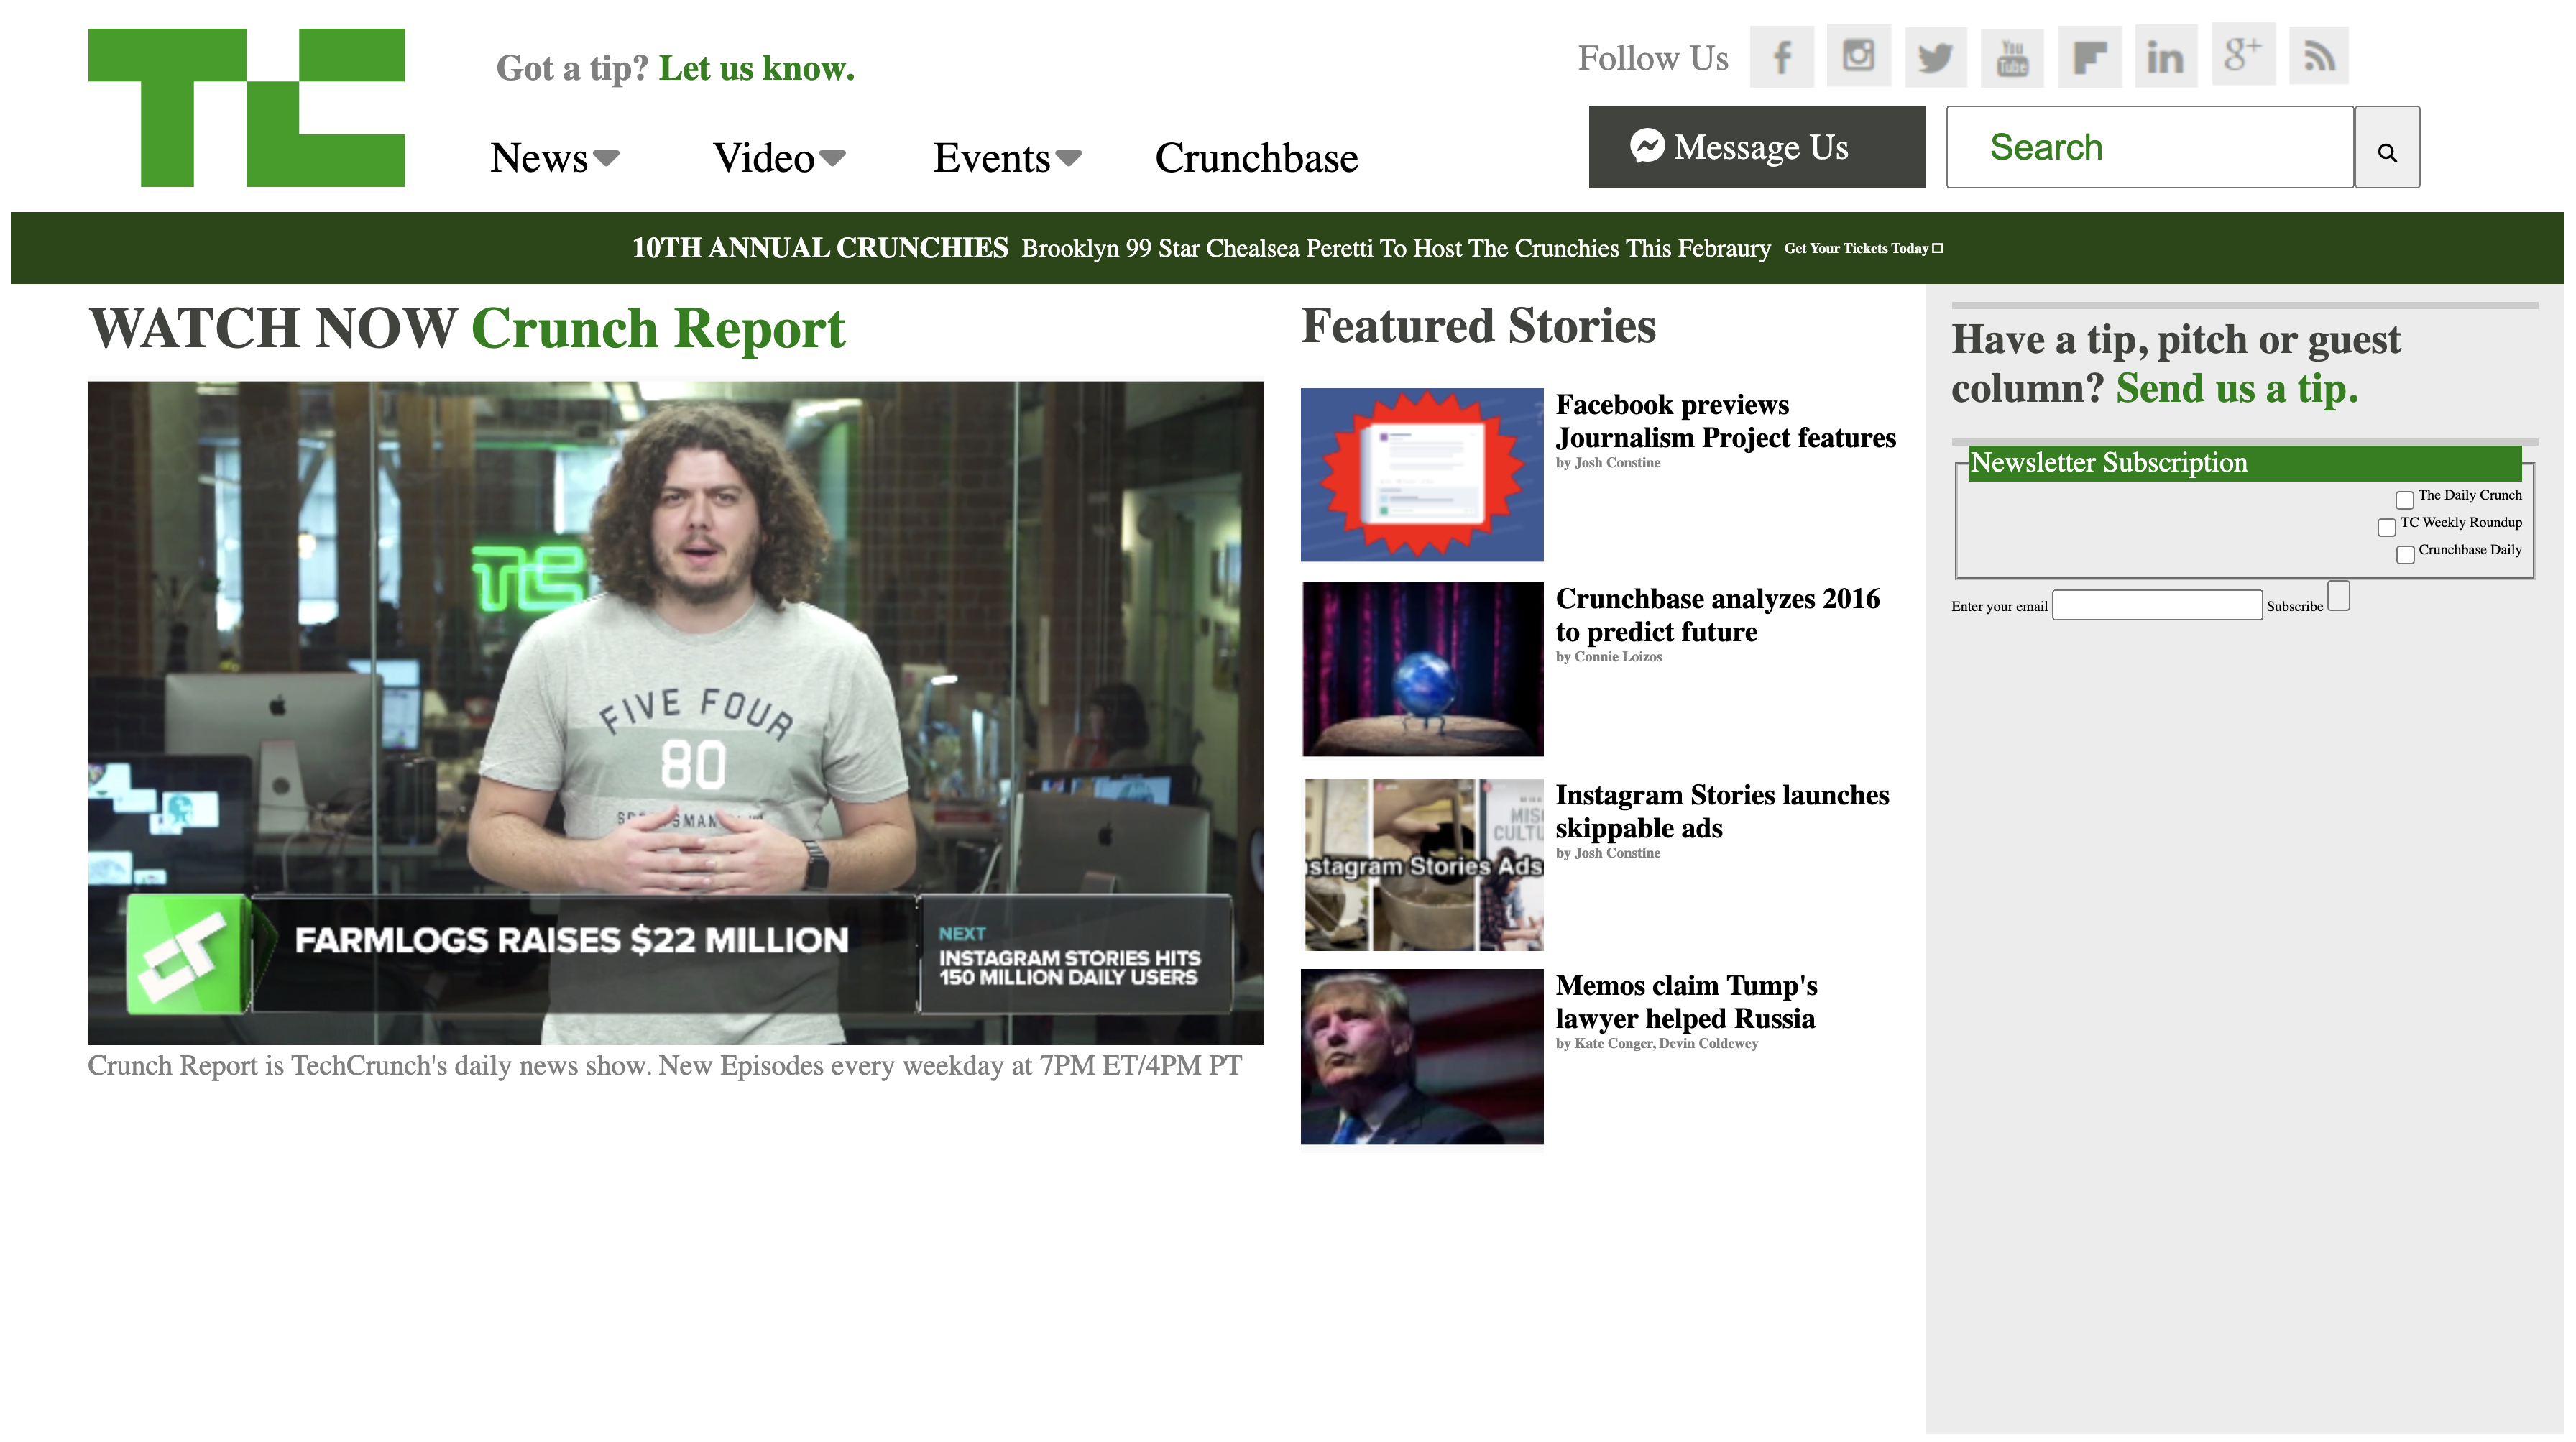 TC
Got a tip? Let us know.
Follow Us
f
You Tube
in
g+
News
Video
Events
Crunchbase
Message Us
Search
10TH ANNUAL CRUNCHIES Brooklyn 99 Star Chealsea Peretti To Host The Crunchies This Febraury Get Your Tickets Today
WATCH NOW Crunch Report
TC
FIVE FOUR
80
FARMLOGS RAISES $22 MILLION
NEXT
INSTAGRAM STORIES HITS
150 MILLION DAILY USERS
Crunch Report is TechCrunch's daily news show. New Episodes every weekday at 7PM ET/4PM PT
Featured Stories
Facebook previews
Journalism Project features
by Josh Constine
Crunchbase analyzes 2016
to predict future
by Connie Loizos
Instagram Stories launches
skippable ads
by Josh Constine
stagram Stories Ads
Memos claim Tump's
lawyer helped Russia
by Kate Conger, Devin Coldewey
Have a tip, pitch or guest
column? Send us a tip.
Newsletter Subscription
The Daily Crunch
TC Weekly Roundup
Crunchbase Daily
Enter your email
Subscribe